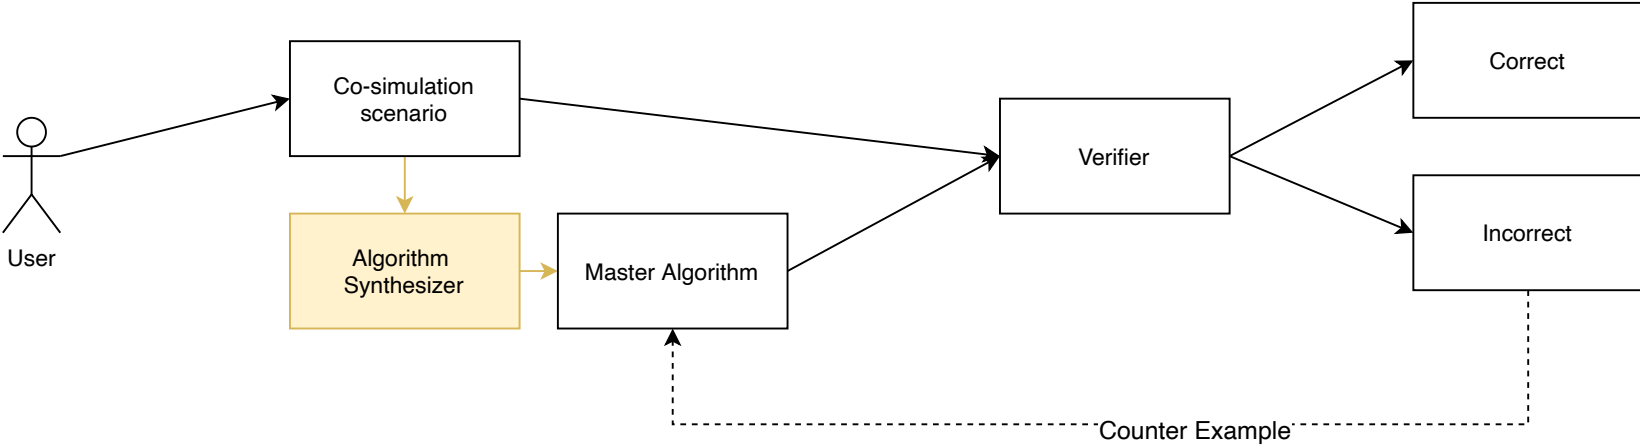 Co-simulation
scenario
Correct
Verifier
User
Algorithm
Synthesizer
Master Algorithm
Incorrect
Counter Example